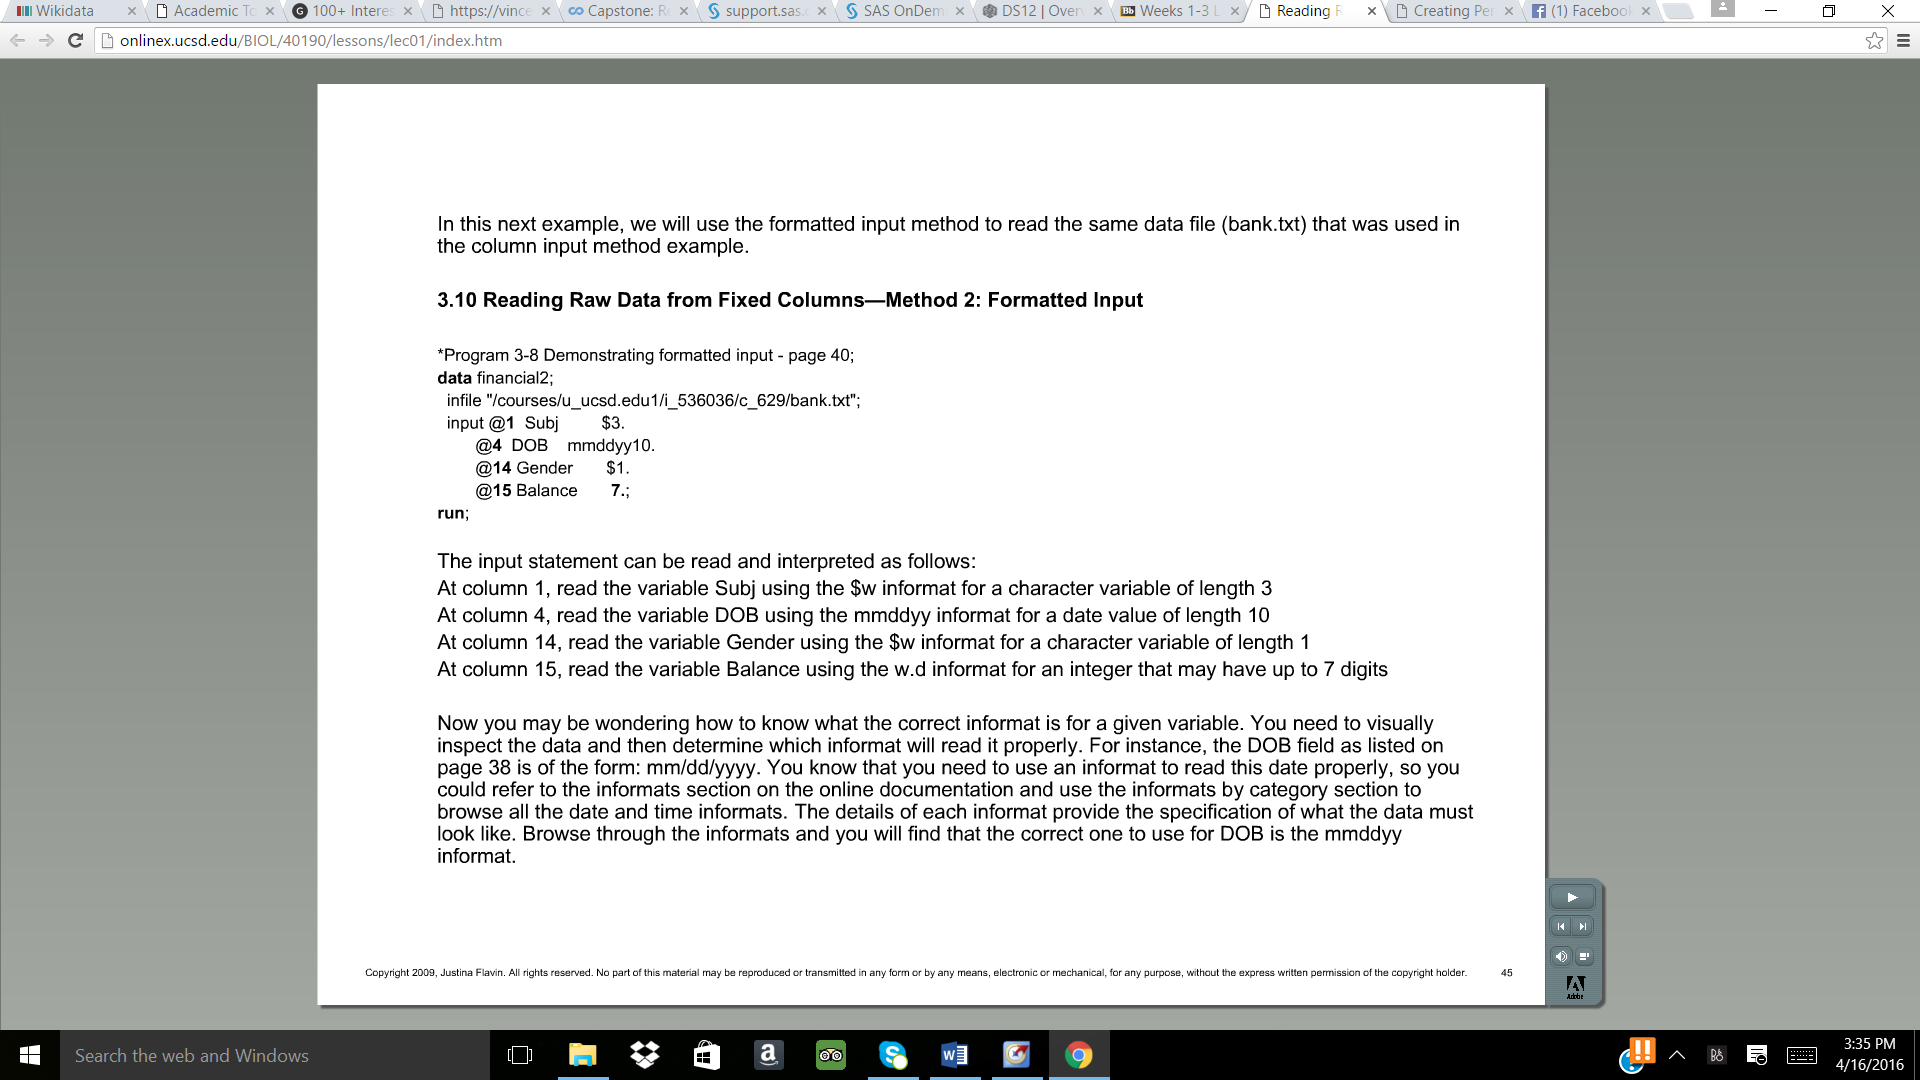 Wikidata
Academic To
100+ Interes
https://vince
Capstone: R
support.sas.
SAS OnDem
DS12 | Over
Bb Weeks 1-3 L
Reading R
Creating Per
(1) Facebook
onlinex.ucsd.edu/BIOL/40190/lessons/lec01/index.htm
In this next example, we will use the formatted input method to read the same data file (bank.txt) that was used in
the column input method example.
3.10 Reading Raw Data from Fixed Columns—Method 2: Formatted Input
*Program 3-8 Demonstrating formatted input - page 40;
data financial2;
infile "/courses/u_ucsd.edu1/i_536036/c_629/bank.txt";
input @1 Subj $3.
@4 DOB mmddyy10.
@14 Gender $1.
@15 Balance 7.;
run;
The input statement can be read and interpreted as follows:
At column 1, read the variable Subj using the $w informat for a character variable of length 3
At column 4, read the variable DOB using the mmddyy informat for a date value of length 10
At column 14, read the variable Gender using the $w informat for a character variable of length 1
At column 15, read the variable Balance using the w.d informat for an integer that may have up to 7 digits
Now you may be wondering how to know what the correct informat is for a given variable. You need to visually
inspect the data and then determine which informat will read it properly. For instance, the DOB field as listed on
page 38 is of the form: mm/dd/yyyy. You know that you need to use an informat to read this date properly, so you
could refer to the informats section on the online documentation and use the informats by category section to
browse all the date and time informats. The details of each informat provide the specification of what the data must
look like. Browse through the informats and you will find that the correct one to use for DOB is the mmddyy
informat.
Copyright 2009, Justina Flavin. All rights reserved. No part of this material may be reproduced or transmitted in any form or by any means, electronic or mechanical, for any purpose, without the express written permission of the copyright holder. 45
Adobe
Search the web and Windows
3:35 PM
4/16/2016